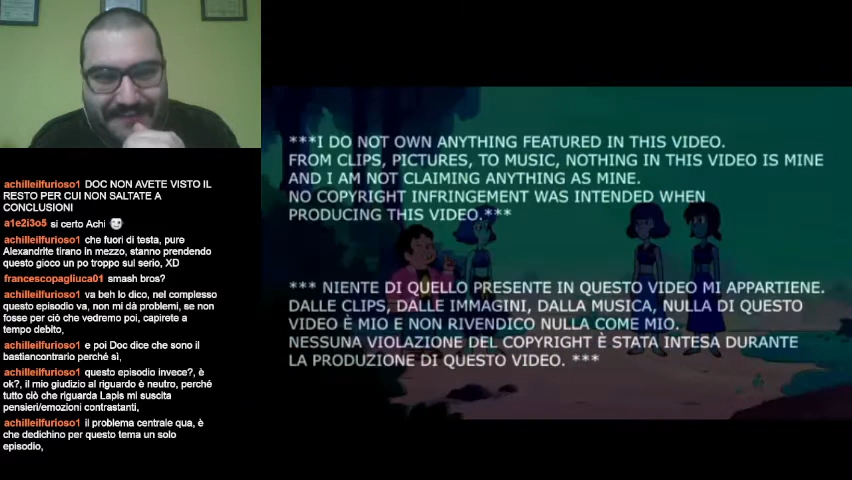 achilleilfurioso1 DOC NON AVETE VISTO IL
RESTO PER CUI NON SALTATE A
CONCLUSIONI
a1e2i3o5 si certo Achi
achilleilfurioso1 che fuori di testa, pure
Alexandrite tirano in mezzo, stanno prendendo
questo gioco un po troppo sul serio, XD
francescopagliuca01 smash bros?
achilleilfurioso1 va beh lo dico, nel complesso
questo episodio va, non mi dà problemi, se non
fosse per ciò che vedremo poi, capirete a
tempo debito,
achilleilfurioso1 e poi Doc dice che sono il
bastiancontrario perché sì,
achilleilfurioso1 questo episodio invece?, è
ok?, il mio giudizio al riguardo è neutro, perché
tutto ciò che riguarda Lapis mi suscita
pensieri/emozioni contrastanti,
achilleilfurioso1 il problema centrale qua, è
che dedichino per questo tema un solo
episodio,
***I DO NOT OWN ANYTHING FEATURED IN THIS VIDEO.
FROM CLIPS, PICTURES, TO MUSIC, NOTHING IN THIS VIDEO IS MINE
AND I AM NOT CLAIMING ANYTHING AS MINE.
NO COPYRIGHT INFRINGEMENT WAS INTENDED WHEN
PRODUCING THIS VIDEO.***
*** NIENTE DI QUELLO PRESENTE IN QUESTO VIDEO MI APPARTIENE.
DALLE CLIPS, DALLE IMMAGINI, DALLA MUSICA, NULLA DI QUESTO
VIDEO È MIO E NON RIVENDICO NULLA COME MIO.
NESSUNA VIOLAZIONE DEL COPYRIGHT È STATA INTESA DURANTE
LA PRODUZIONE DI QUESTO VIDEO. ***